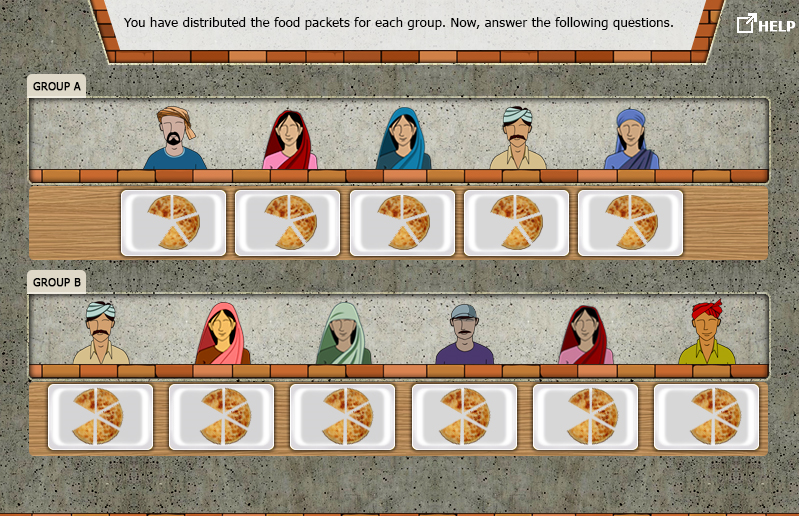 You have distributed the food packets for each group. Now, answer the following questions.
HELP
GROUP A
GROUP B